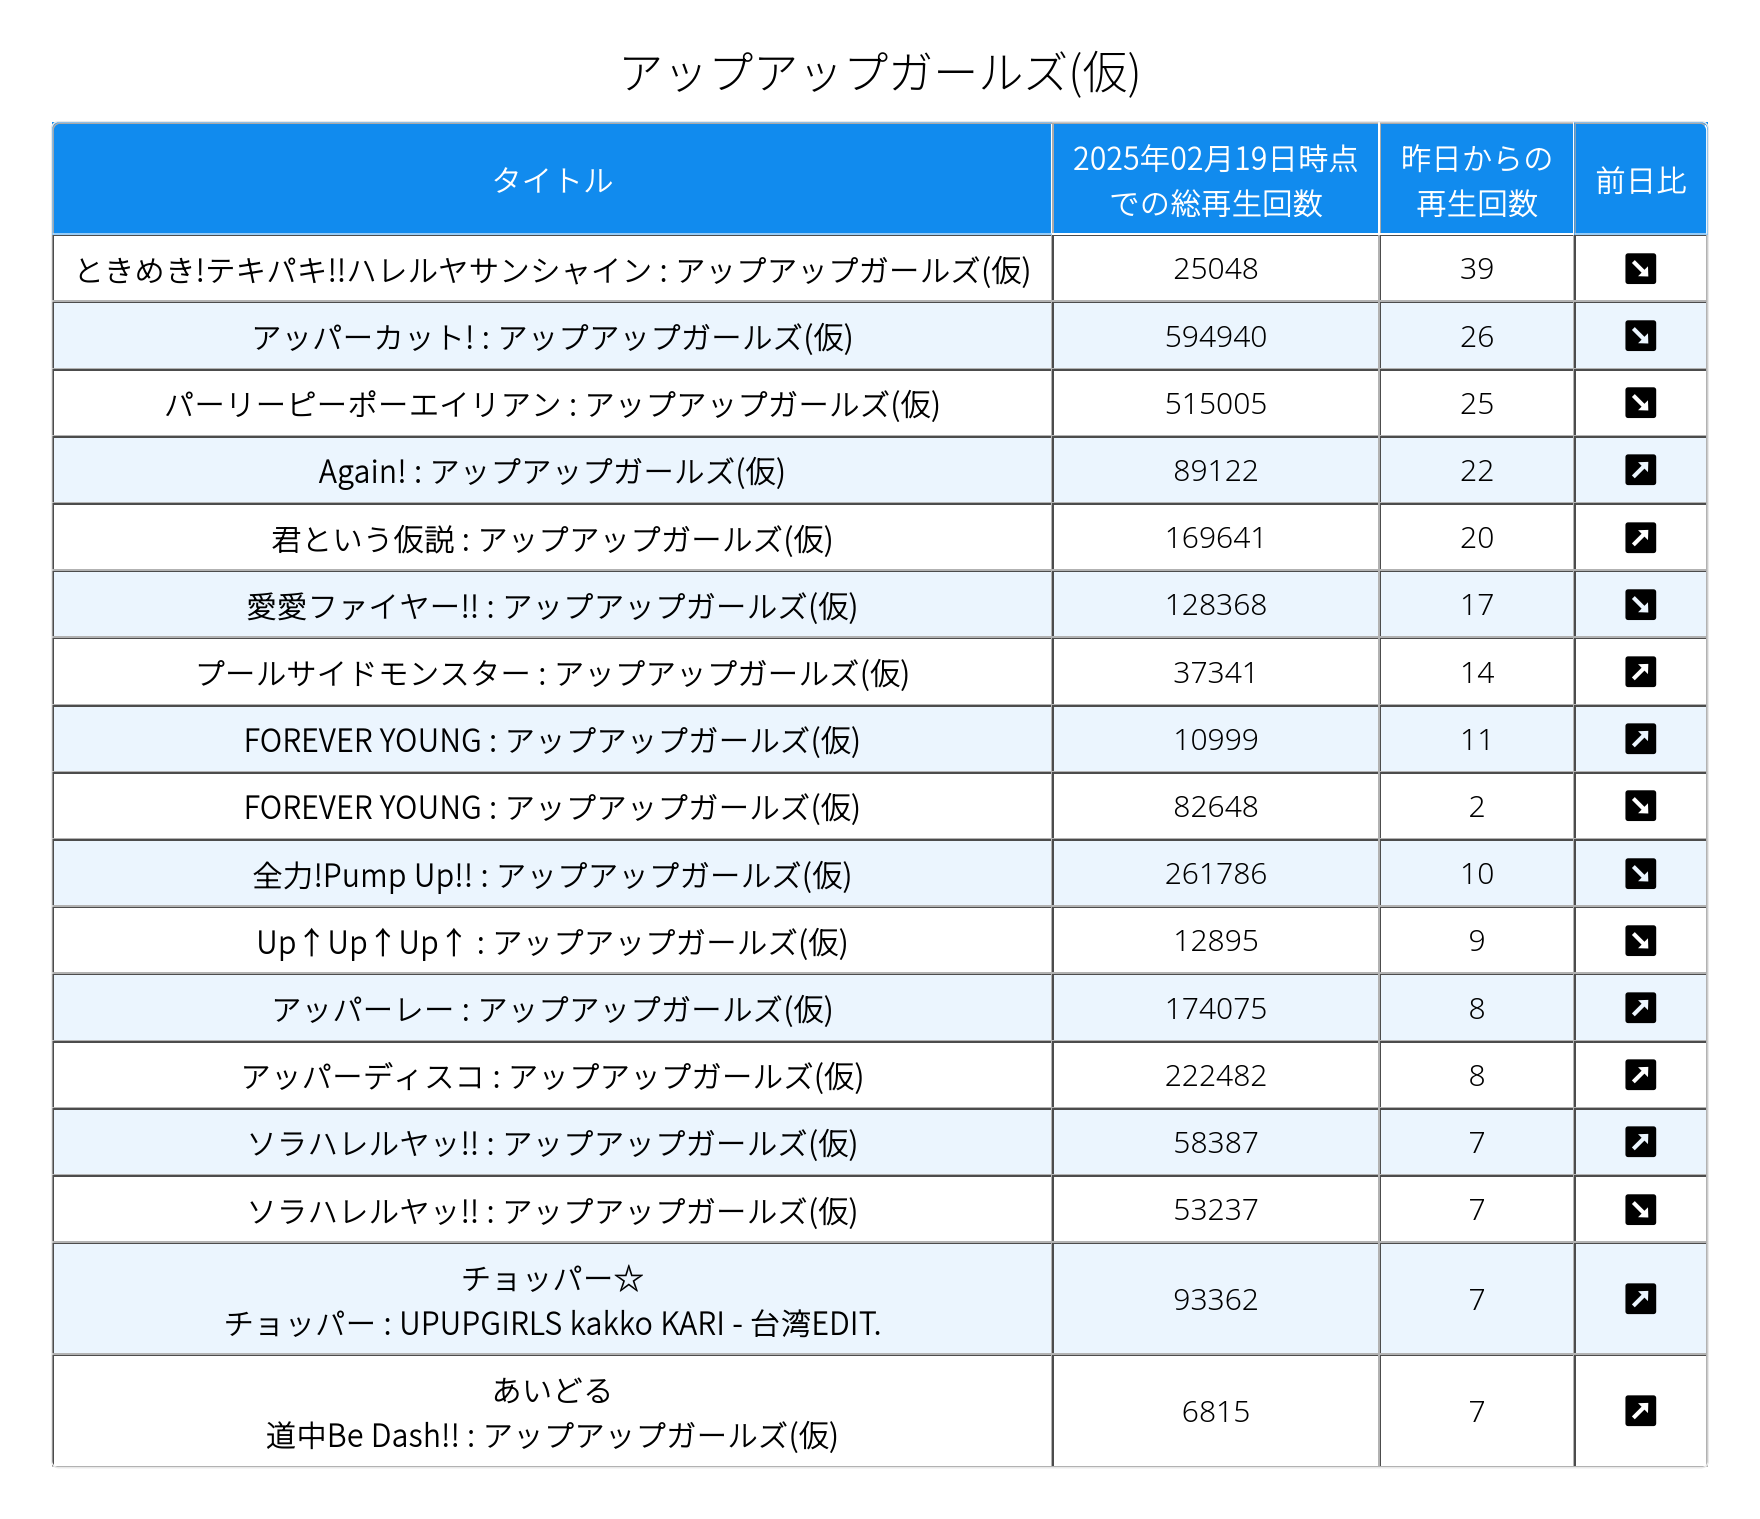 アップアップガールズ(仮)
タイトル
2025年02月19日時点
での総再生回数
昨日からの
再生回数
前日比
ときめき!テキパキ!!ハレルヤサンシャイン : アップアップガールズ(仮) 25048 39 ↘
アッパーカット! : アップアップガールズ(仮) 594940 26 ↘
パーリーピーポーエイリアン : アップアップガールズ(仮) 515005 25 ↘
Again! : アップアップガールズ(仮) 89122 22 ↗
君という仮説 : アップアップガールズ(仮) 169641 20 ↗
愛愛ファイヤー!! : アップアップガールズ(仮) 128368 17 ↘
プールサイドモンスター : アップアップガールズ(仮) 37341 14 ↗
FOREVER YOUNG : アップアップガールズ(仮) 10999 11 ↗
FOREVER YOUNG : アップアップガールズ(仮) 82648 2 ↘
全力!Pump Up!! : アップアップガールズ(仮) 261786 10 ↘
Up↑Up↑Up↑ : アップアップガールズ(仮) 12895 9 ↘
アッパーレー : アップアップガールズ(仮) 174075 8 ↗
アッパーディスコ : アップアップガールズ(仮) 222482 8 ↗
ソラハレルヤッ!! : アップアップガールズ(仮) 58387 7 ↗
ソラハレルヤッ!! : アップアップガールズ(仮) 53237 7 ↘
チョッパー☆
チョッパー : UPUPGIRLS kakko KARI - 台湾EDIT. 93362 7 ↗
あいどる
道中Be Dash!! : アップアップガールズ(仮) 6815 7 ↗